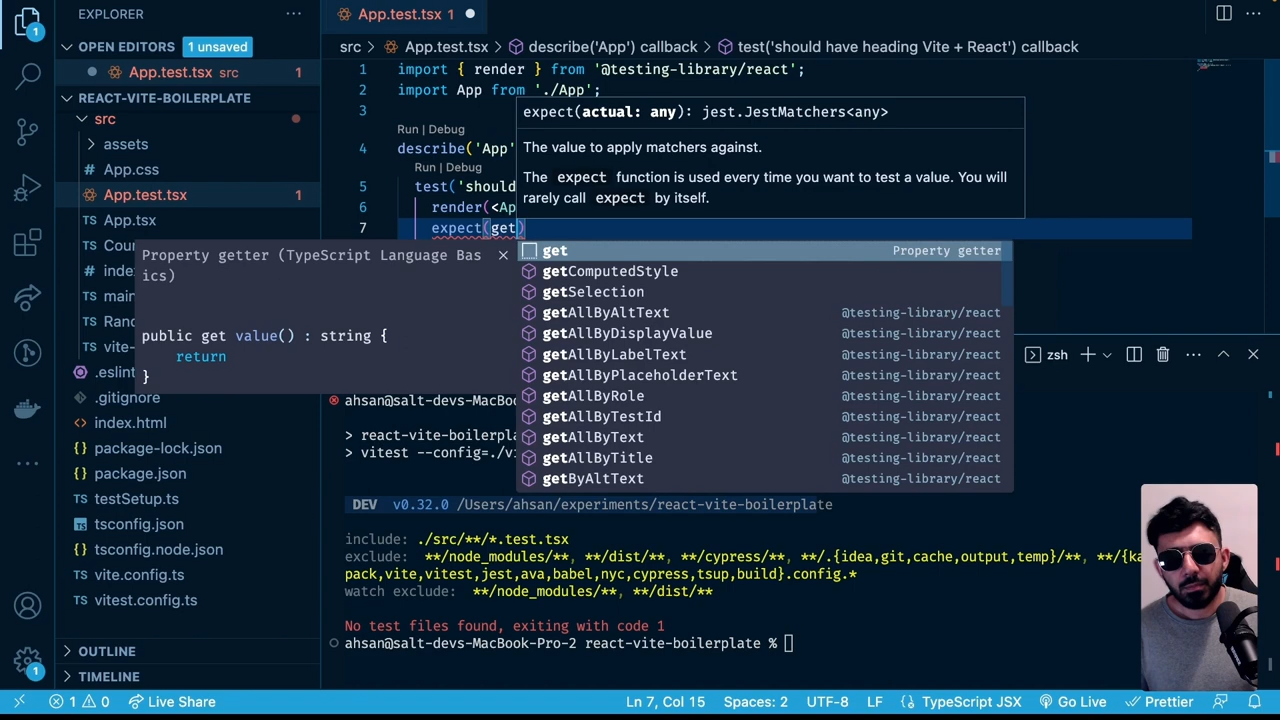 EXPLORER
OPEN EDITORS 1 unsaved
App.test.tsx src 1
REACT-VITE-BOILERPLATE
src
assets
App.css
App.test.tsx 1
App.tsx
index.html
package-lock.json
package.json
testSetup.ts
tsconfig.json
tsconfig.node.json
vite.config.ts
vitest.config.ts
.gitignore
OUTLINE
TIMELINE
App.test.tsx 1
src > App.test.tsx > describe('App') callback > test('should have heading Vite + React') callback
1 import { render } from '@testing-library/react';
2 import App from './App';
3
Run | Debug
4 describe('App'
Run | Debug
5 test('should
6 render(<Ap
7 expect(get)
expect(actual: any): jest.JestMatchers<any>
The value to apply matchers against.
The expect function is used every time you want to test a value. You will
rarely call expect by itself.
get Property getter
getComputedStyle
getSelection
getAllByAltText @testing-library/react
getAllByDisplayValue @testing-library/react
getAllByLabelText @testing-library/react
getAllByPlaceholderText @testing-library/react
getAllByRole @testing-library/react
getAllByTestId @testing-library/react
getAllByText @testing-library/react
getAllByTitle @testing-library/react
getByAltText @testing-library/react
Property getter (TypeScript Language Bas
ics)
public get value() : string {
return
}
zsh
ahsan@salt-devs-MacBo
> react-vite-boilerpla
> vitest --config=./v
DEV v0.32.0 /Users/ahsan/experiments/react-vite-boilerplate
include: ./src/**/*.test.tsx
exclude: **/node_modules/**, **/dist/**, **/cypress/**, **/.{idea,git,cache,output,temp}/**, **/{ka
pack,vite,vitest,jest,ava,babel,nyc,cypress,tsup,build}.config.*
watch exclude: **/node_modules/**, **/dist/**
No test files found, exiting with code 1
ahsan@salt-devs-MacBook-Pro-2 react-vite-boilerplate %
1 0 Live Share
Ln 7, Col 15 Spaces: 2 UTF-8 LF TypeScript JSX Go Live Prettier